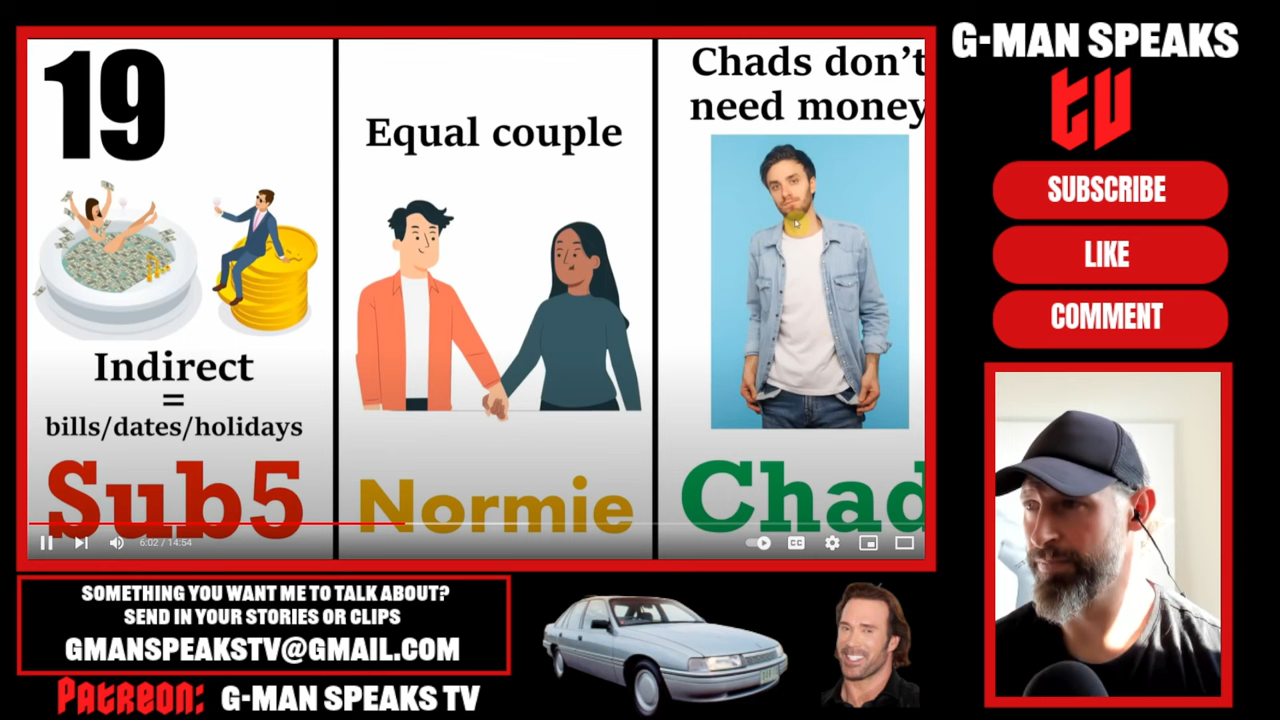 G-MAN SPEAKS
tv
SUBSCRIBE
LIKE
COMMENT
19
Indirect
=
bills/dates/holidays
Sub5
Equal couple
Normie
Chads don't
need money
Chad
6:02 / 14:54
CC
SOMETHING YOU WANT ME TO TALK ABOUT?
SEND IN YOUR STORIES OR CLIPS
GMANSPEAKSTV@GMAIL.COM
PATREON: G-MAN SPEAKS TV